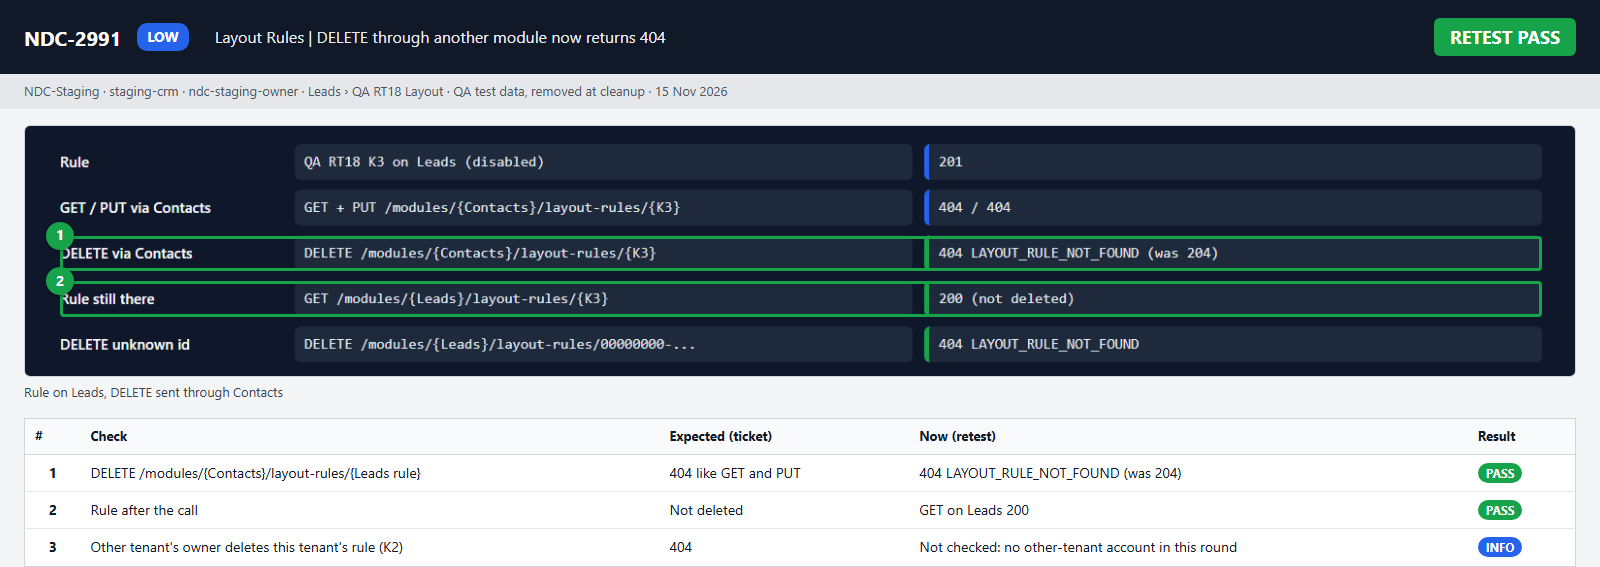 NDC-2991 LOW Layout Rules | DELETE through another module now returns 404 RETEST PASS
NDC-Staging · staging-crm · ndc-staging-owner · Leads › QA RT18 Layout · QA test data, removed at cleanup · 15 Nov 2026
Rule QA RT18 K3 on Leads (disabled) 201
GET / PUT via Contacts GET + PUT /modules/{Contacts}/layout-rules/{K3} 404 / 404
1
DELETE via Contacts DELETE /modules/{Contacts}/layout-rules/{K3} 404 LAYOUT_RULE_NOT_FOUND (was 204)
2
Rule still there GET /modules/{Leads}/layout-rules/{K3} 200 (not deleted)
DELETE unknown id DELETE /modules/{Leads}/layout-rules/00000000-... 404 LAYOUT_RULE_NOT_FOUND
Rule on Leads, DELETE sent through Contacts
# Check Expected (ticket) Now (retest) Result
1 DELETE /modules/{Contacts}/layout-rules/{Leads rule} 404 like GET and PUT 404 LAYOUT_RULE_NOT_FOUND (was 204) PASS
2 Rule after the call Not deleted GET on Leads 200 PASS
3 Other tenant's owner deletes this tenant's rule (K2) 404 Not checked: no other-tenant account in this round INFO